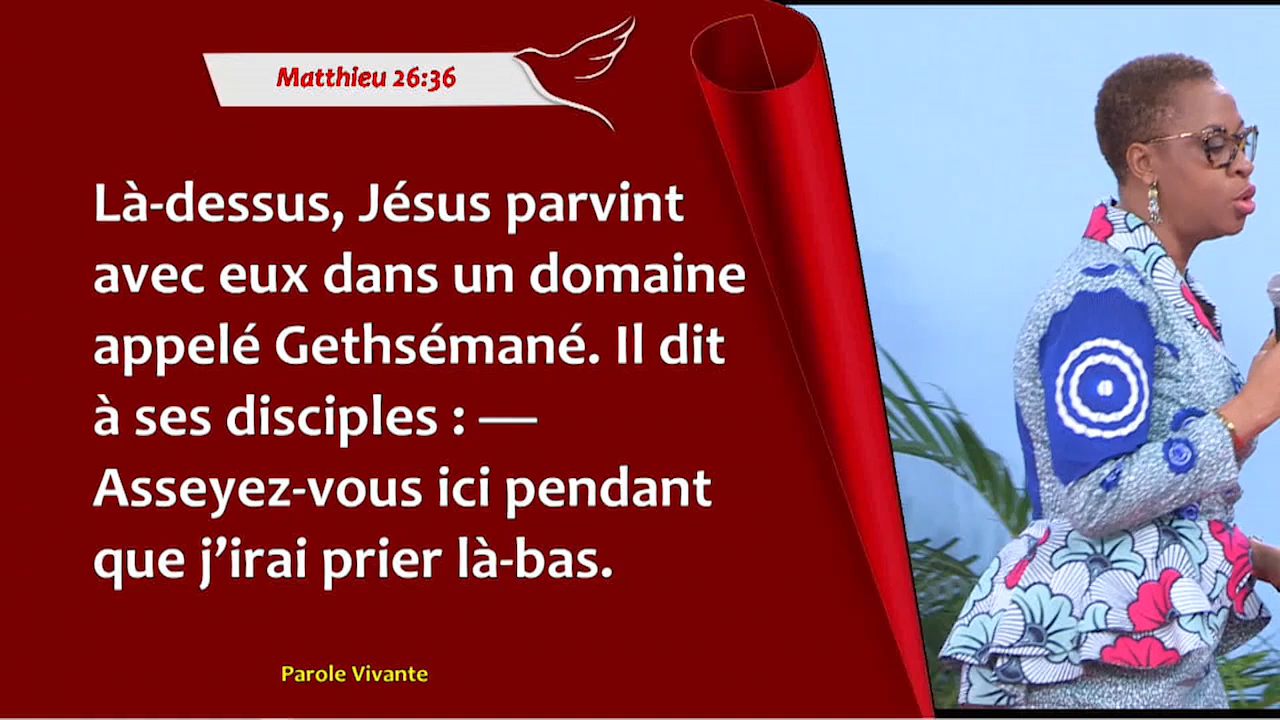 Matthieu 26:36
Là-dessus, Jésus parvint
avec eux dans un domaine
appelé Gethsémané. Il dit
à ses disciples : —
Asseyez-vous ici pendant
que j’irai prier là-bas.
Parole Vivante